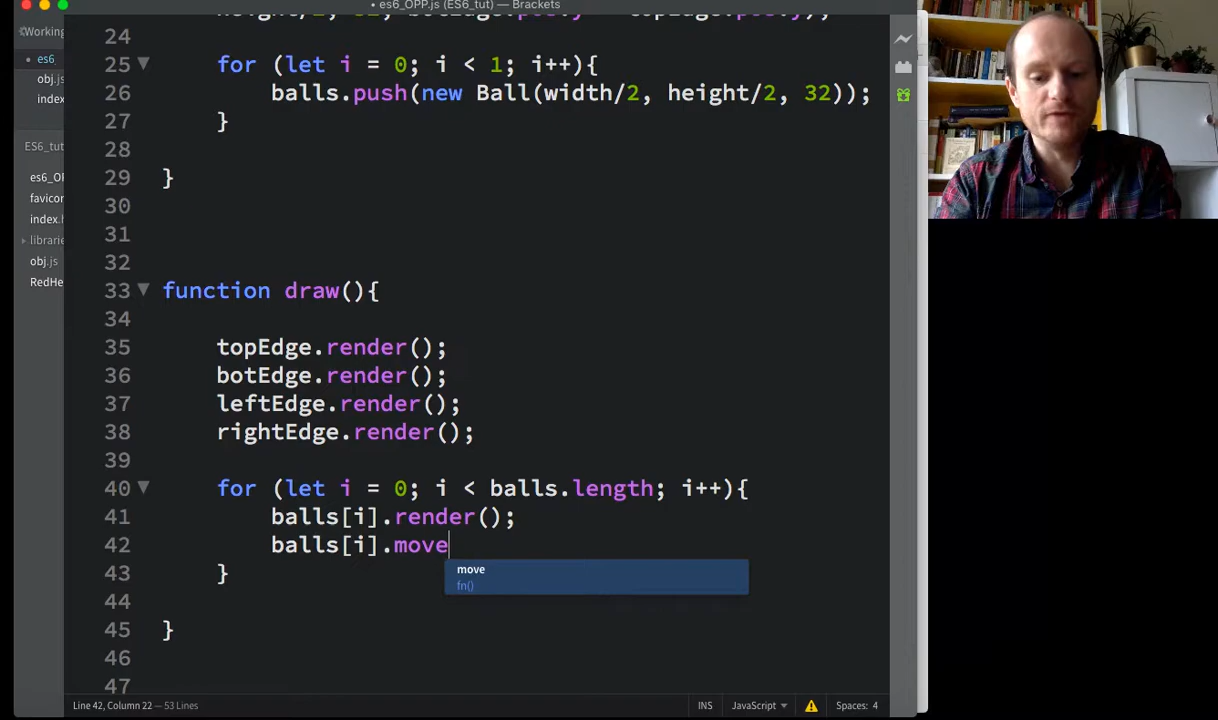 es6_OPP.js (ES6_tut) — Brackets
Working
es6
obj.js
index
ES6_tut
es6_OP
favicon
index.h
librarie
obj.js
RedHe
24
25 for (let i = 0; i < 1; i++){
26 balls.push(new Ball(width/2, height/2, 32));
27 }
28
29 }
30
31
32
33 function draw(){
34
35 topEdge.render();
36 botEdge.render();
37 leftEdge.render();
38 rightEdge.render();
39
40 for (let i = 0; i < balls.length; i++){
41 balls[i].render();
42 balls[i].move
move
fn()
43 }
44
45 }
46
47
Line 42, Column 22 — 53 Lines
INS
JavaScript
Spaces: 4